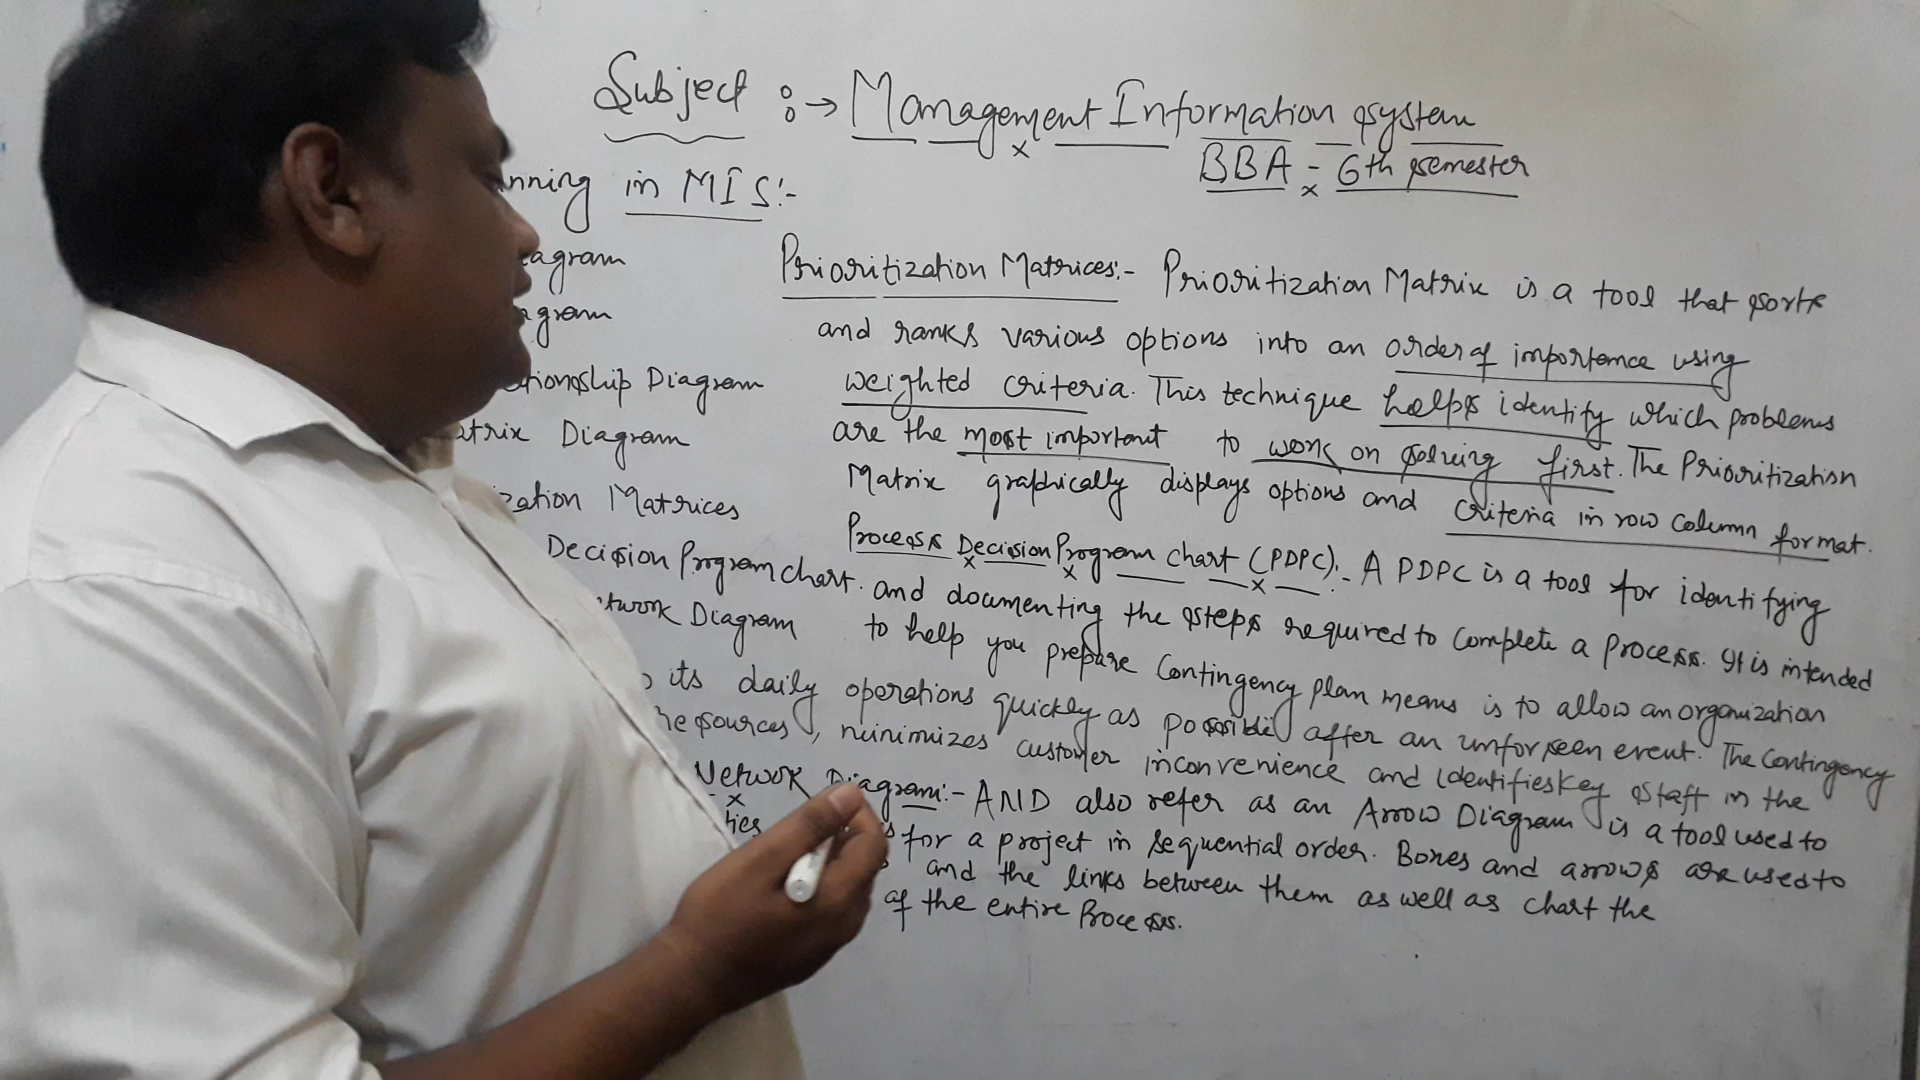 Subject :→ Management Information system
BBA - 6th semester
nning in MIS:-
agram
gram
tionship Diagram
atrix Diagram
zation Matrices
Decision Program chart.
twork Diagram
Prioritization Matrices:- Prioritization Matrix is a tool that sorts
and ranks various options into an order of importance using
weighted criteria. This technique helps identify which problems
are the most important to work on solving first. The Prioritization
Matrix graphically displays options and criteria in row column format.
Process Decision Program chart (PDPC):- A PDPC is a tool for identifying
and documenting the steps required to complete a process. It is intended
to help you prepare contingency plan means is to allow an organization
its daily operations quickly as possible after an unforseen event. The contingency
resources, minimizes customer inconvenience and identifies key staff in the
Network Diagram:- AND also refer as an Arrow Diagram is a tool used to
ties for a project in sequential order. Boxes and arrows are used to
and the links between them as well as chart the
of the entire Process.